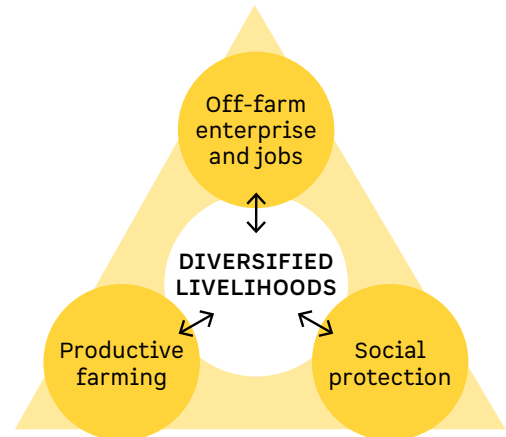 Off-farm
enterprise
and jobs
DIVERSIFIED
LIVELIHOODS
Productive
farming
Social
protection